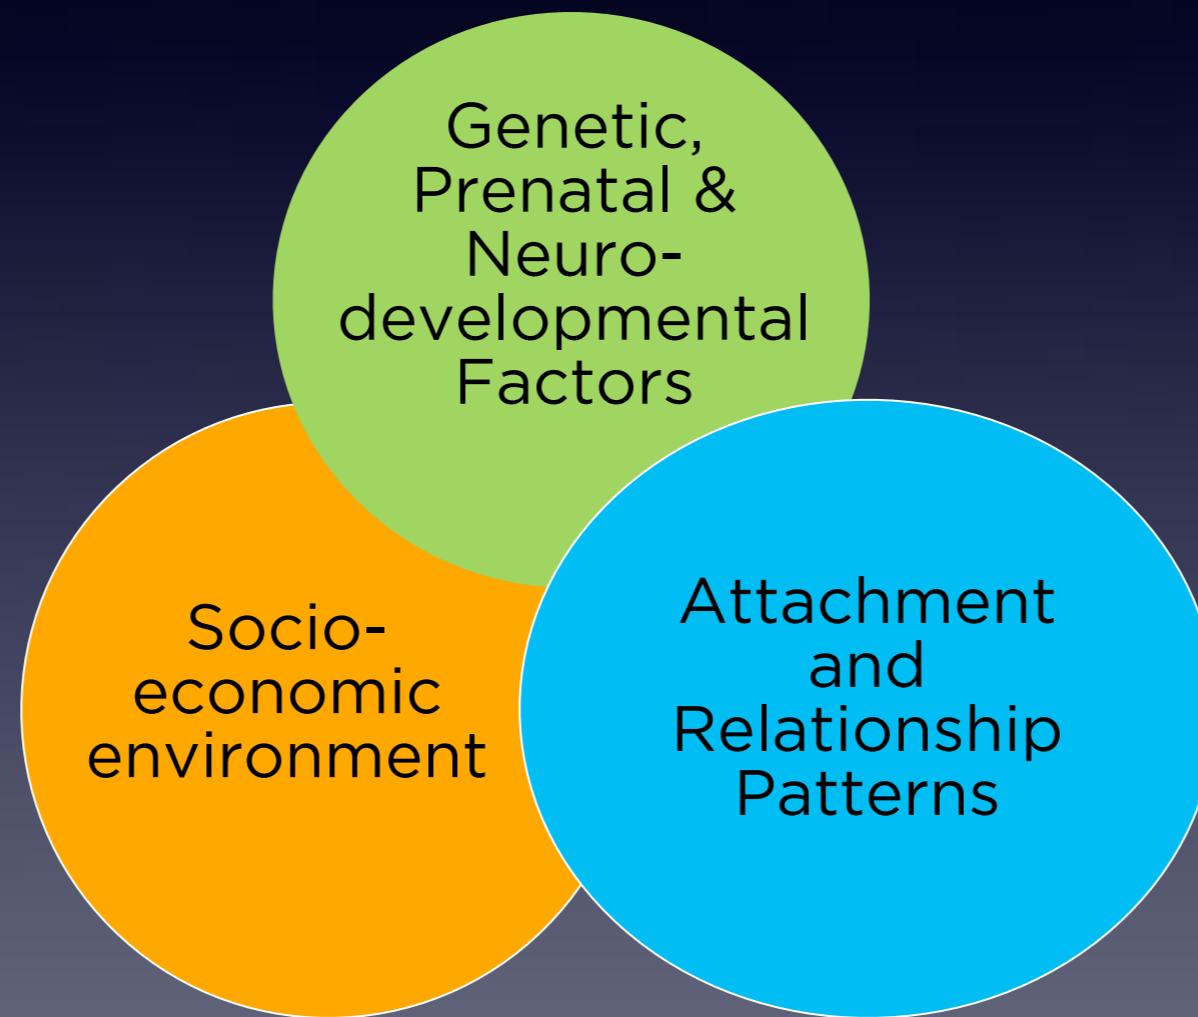 Genetic,
Prenatal &
Neuro-
developmental
Factors
Socio-
economic
environment
Attachment
and
Relationship
Patterns